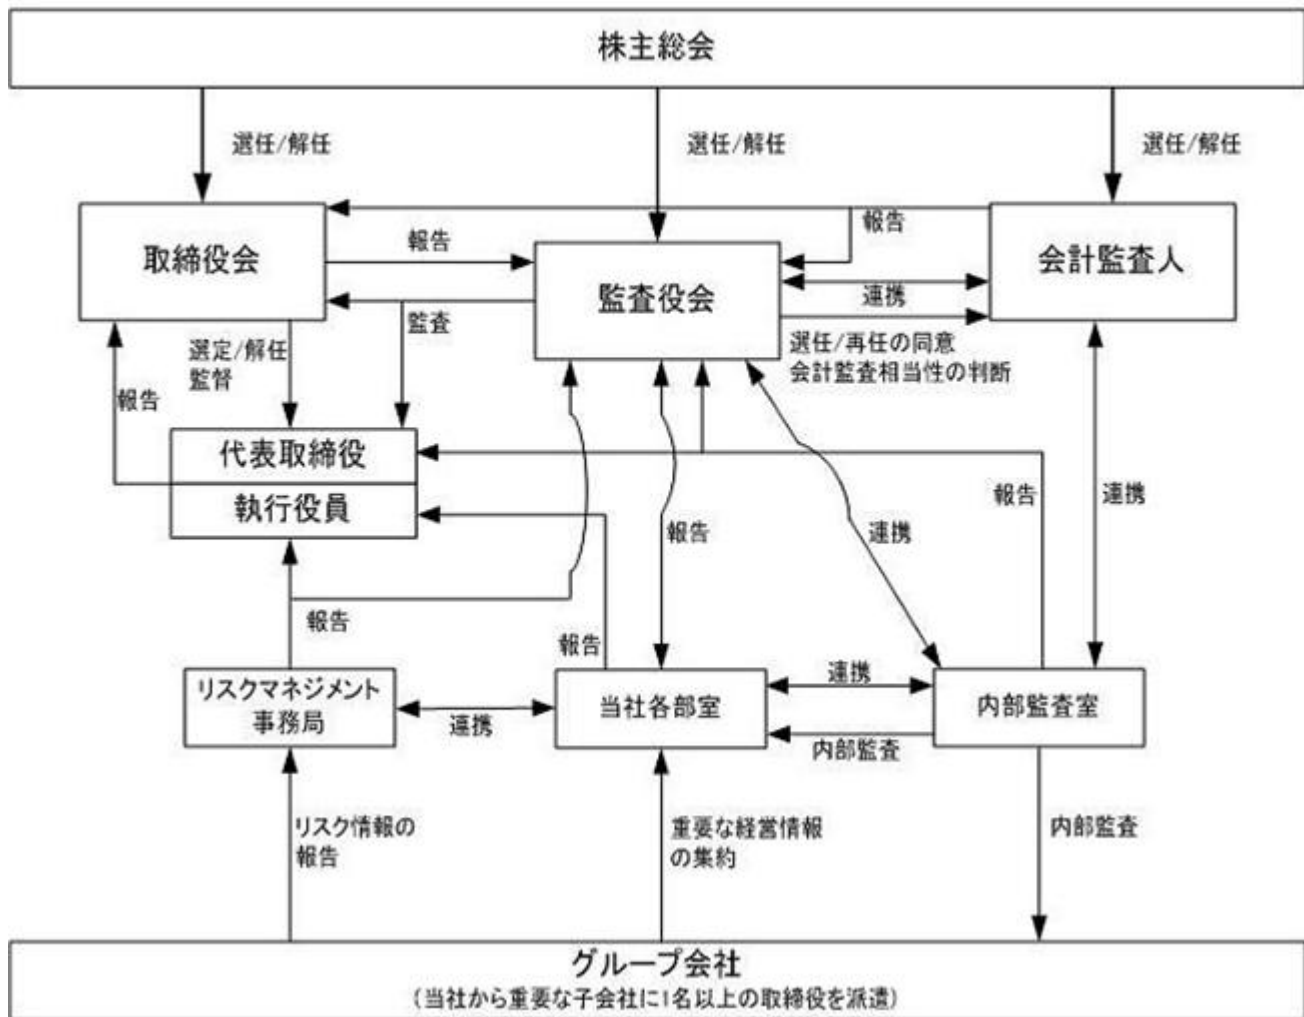 株主総会
選任/解任
選任/解任
選任/解任
取締役会
報告
監査役会
報告
連携
会計監査人
監査
選任/再任の同意
会計監査相当性の判断
選定/解任
監督
報告
代表取締役
執行役員
報告
連携
報告
連携
報告
報告
リスクマネジメント
事務局
連携
当社各部室
連携
内部監査
内部監査室
リスク情報の
報告
重要な経営情報
の集約
内部監査
グループ会社
(当社から重要な子会社に1名以上の取締役を派遣)